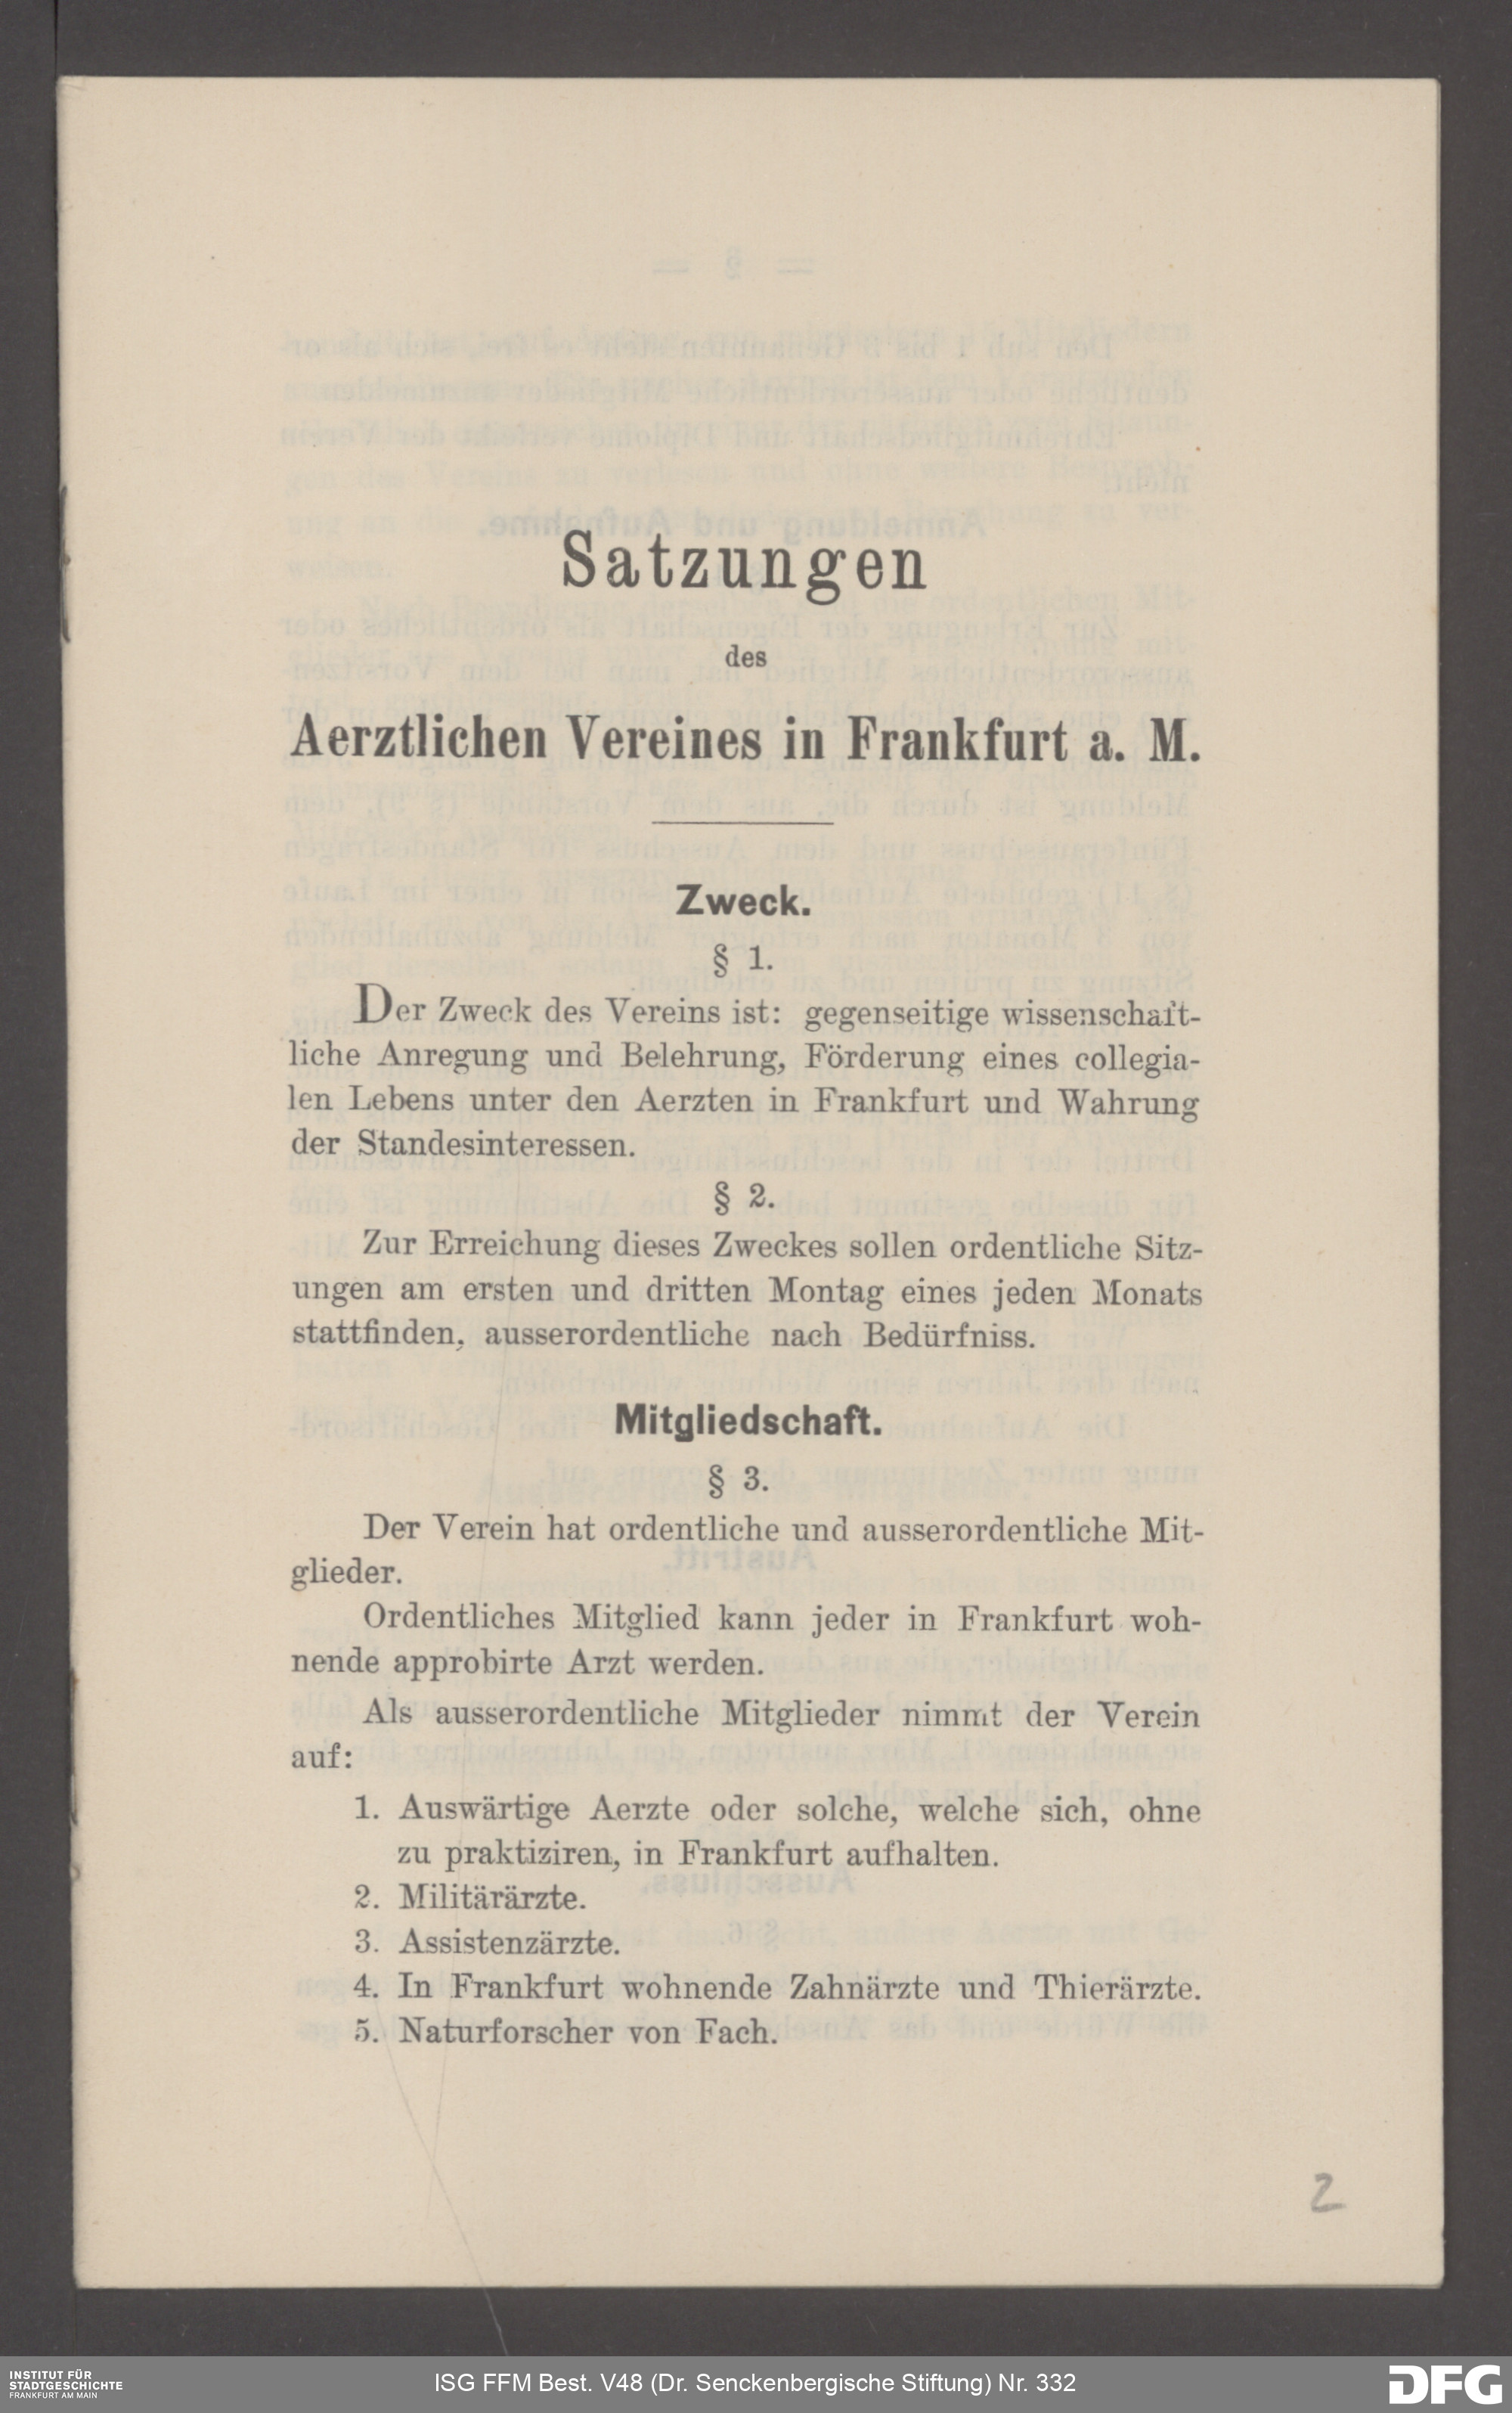 Satzungen
des
Aerztlichen Vereines in Frankfurt a. M.
Zweck.
§ 1.
Der Zweck des Vereins ist: gegenseitige wissenschaft-
liche Anregung und Belehrung, Förderung eines collegia-
len Lebens unter den Aerzten in Frankfurt und Wahrung
der Standesinteressen.
§ 2.
Zur Erreichung dieses Zweckes sollen ordentliche Sitz-
ungen am ersten und dritten Montag eines jeden Monats
stattfinden, ausserordentliche nach Bedürfniss.
Mitgliedschaft.
§ 3.
Der Verein hat ordentliche und ausserordentliche Mit-
glieder.
Ordentliches Mitglied kann jeder in Frankfurt woh-
nende approbirte Arzt werden.
Als ausserordentliche Mitglieder nimmt der Verein
auf:
1. Auswärtige Aerzte oder solche, welche sich, ohne
zu praktiziren, in Frankfurt aufhalten.
2. Militärärzte.
3. Assistenzärzte.
4. In Frankfurt wohnende Zahnärzte und Thierärzte.
5. Naturforscher von Fach.
2
INSTITUT FÜR
STADTGESCHICHTE
FRANKFURT AM MAIN
ISG FFM Best. V48 (Dr. Senckenbergische Stiftung) Nr. 332
DFG